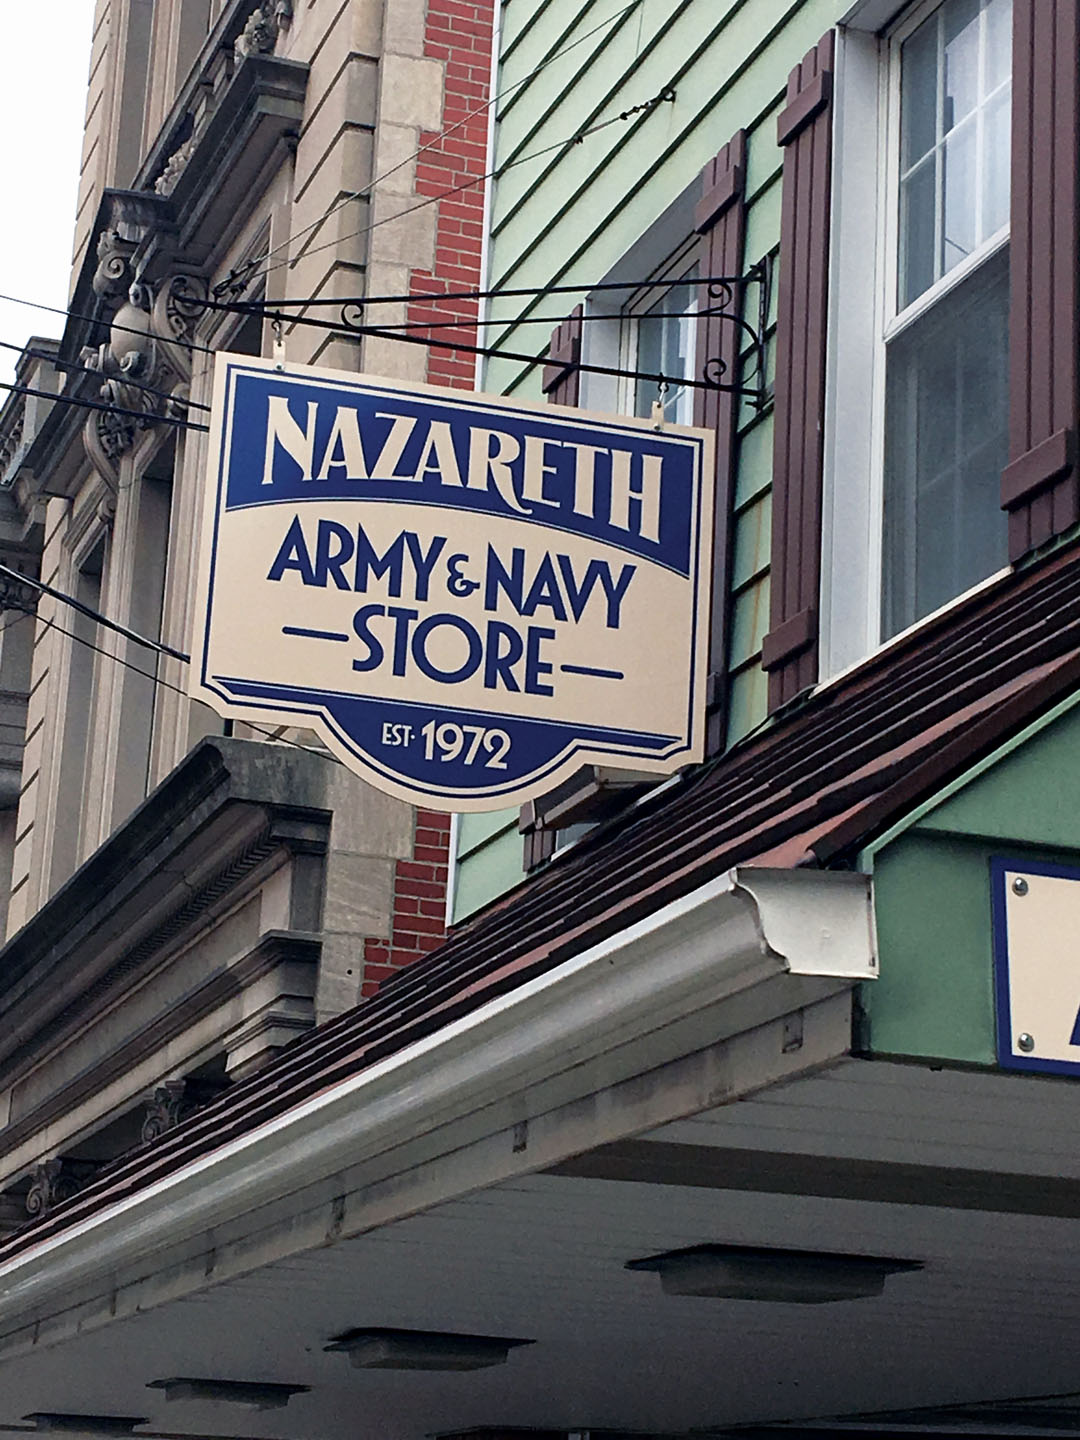 NAZARETH
ARMY & NAVY
—STORE—
EST· 1972